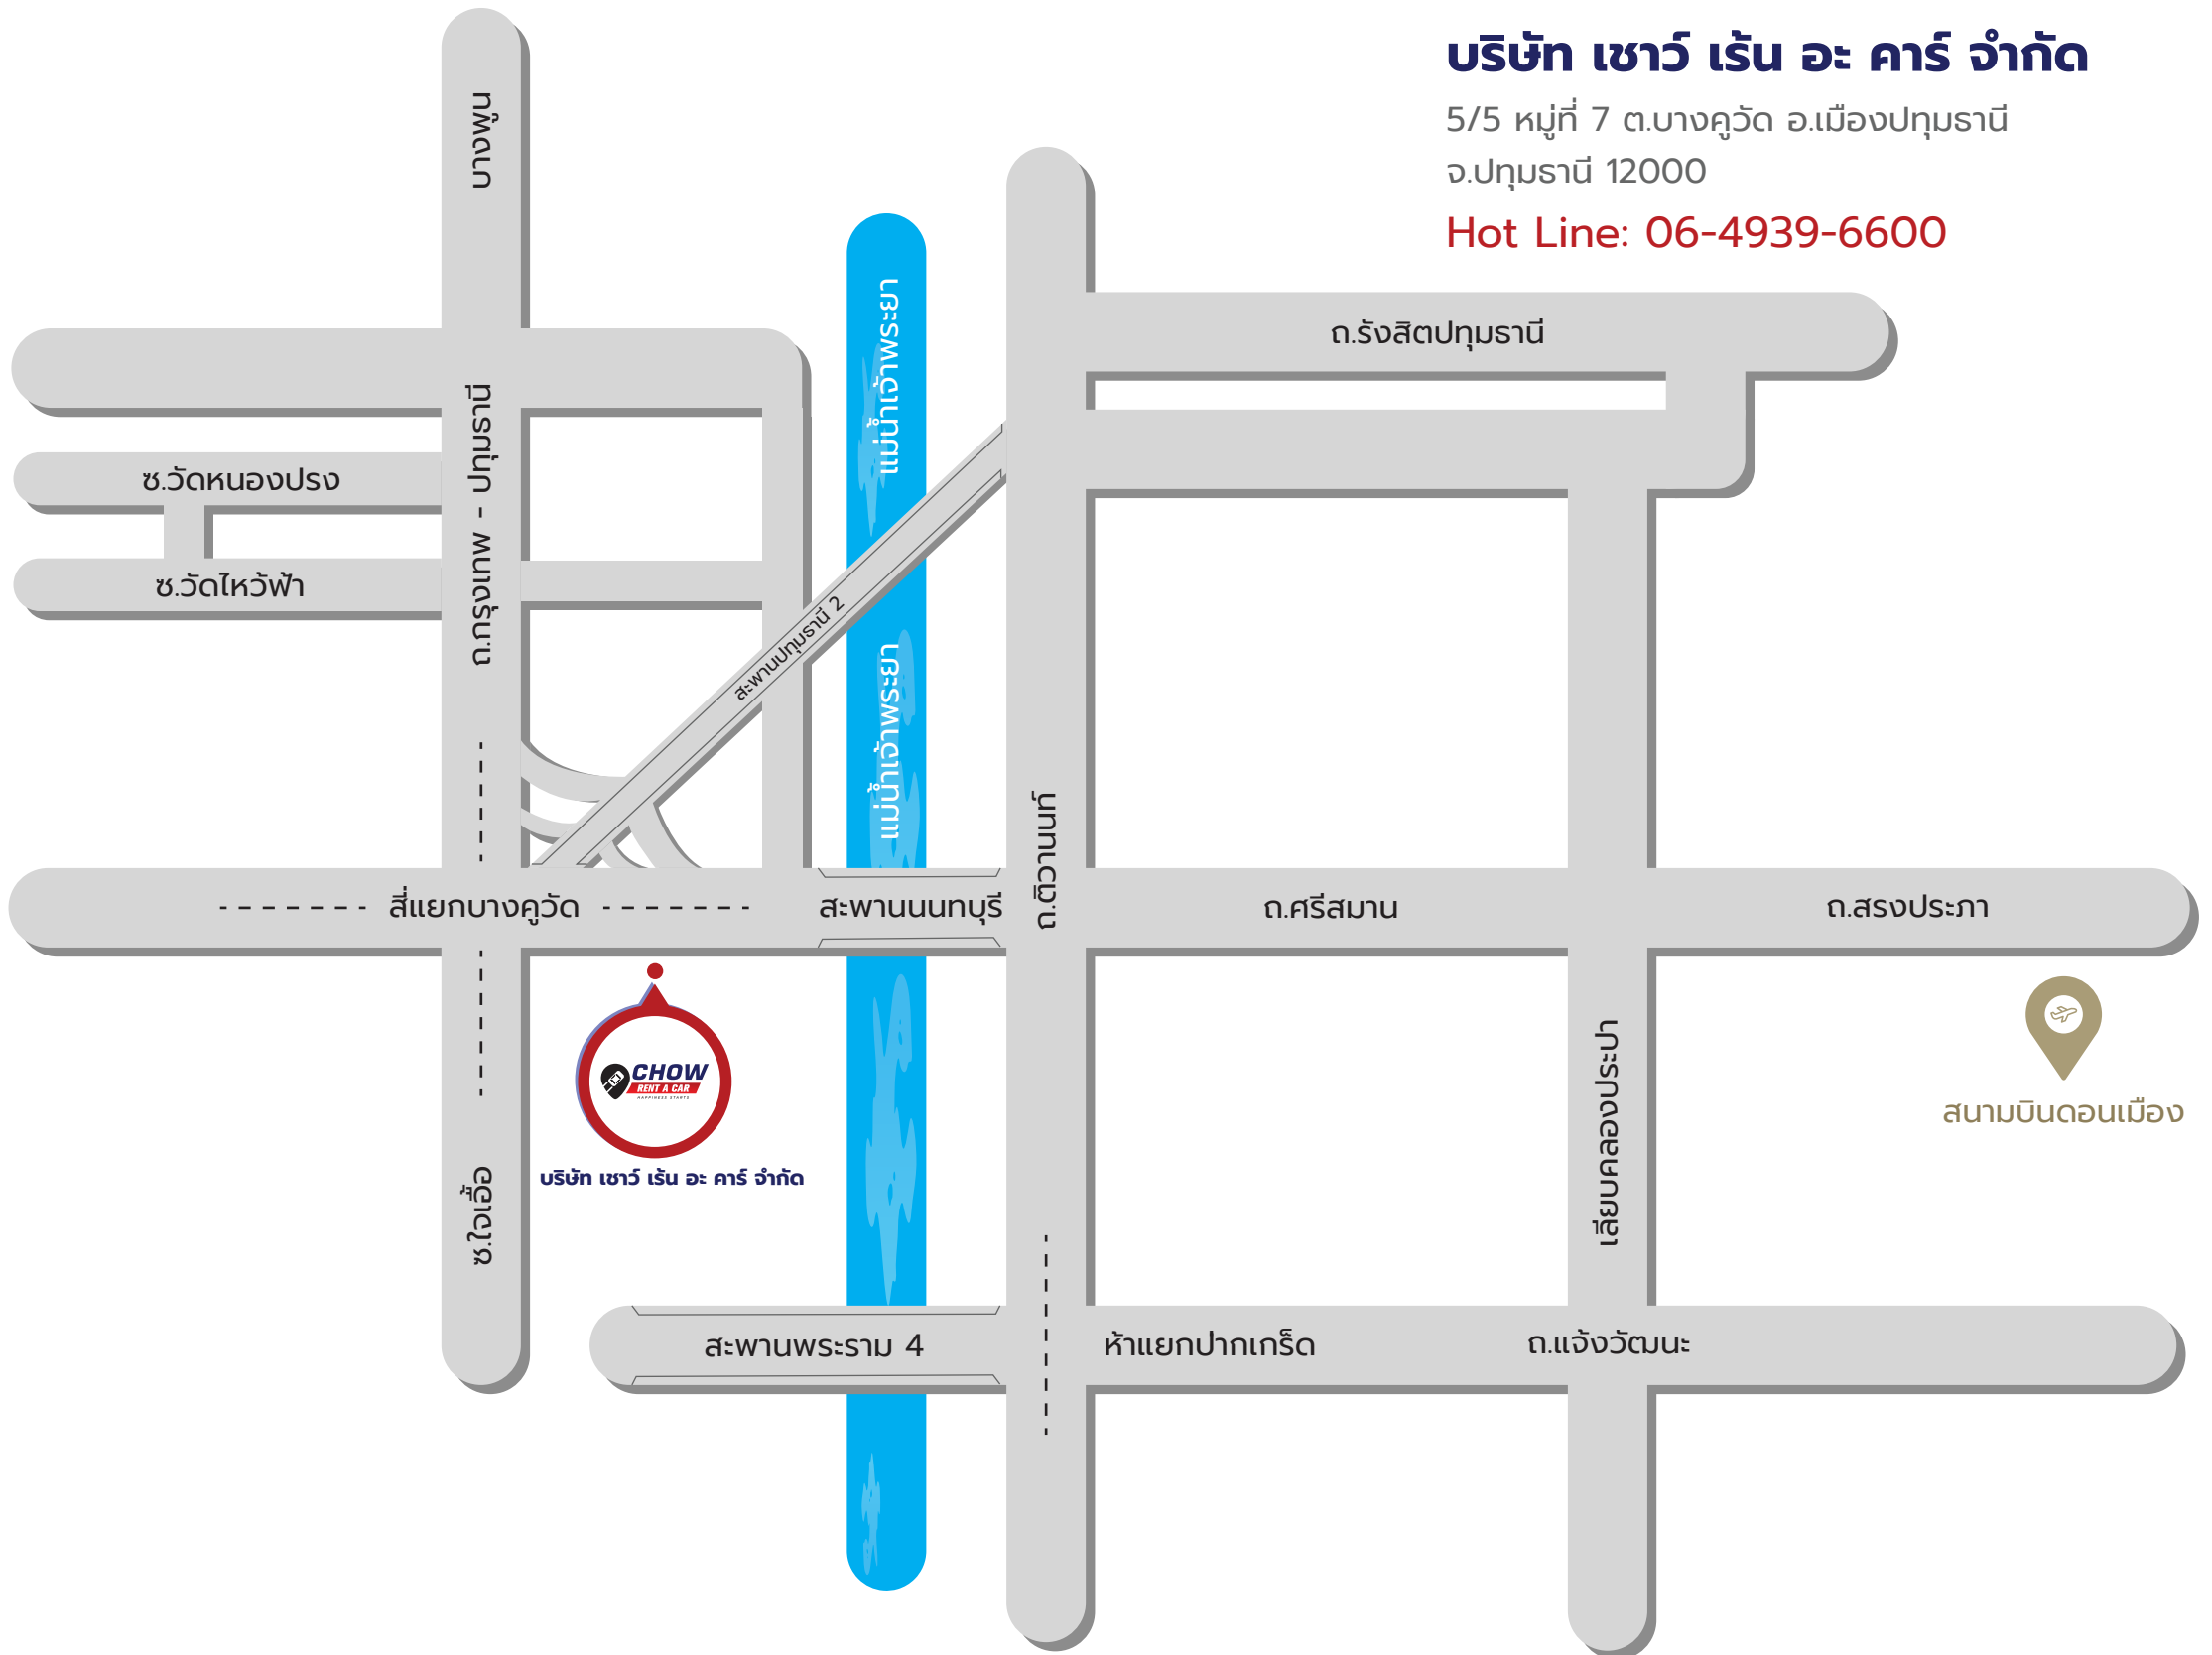 บริษัท เชาว์ เร้น อะ คาร์ จำกัด
5/5 หมู่ที่ 7 ต.บางคูวัด อ.เมืองปทุมธานี
จ.ปทุมธานี 12000
Hot Line: 06-4939-6600
บางพูน
แม่น้ำเจ้าพระยา
ถ.รังสิตปทุมธานี
ถ.กรุงเทพ - ปทุมธานี
ซ.วัดหนองปรง
ซ.วัดไหว้ฟ้า
สะพานปทุมธานี 2
แม่น้ำเจ้าพระยา
ถ.ติวานนท์
สี่แยกบางคูวัด
สะพานนนทบุรี
ถ.ศรีสมาน
ถ.สรงประภา
CHOW
RENT A CAR
HAPPINESS STARTS
บริษัท เชาว์ เร้น อะ คาร์ จำกัด
ซ.ใจเอื้อ
เลียบคลองประปา
สนามบินดอนเมือง
สะพานพระราม 4
ห้าแยกปากเกร็ด
ถ.แจ้งวัฒนะ